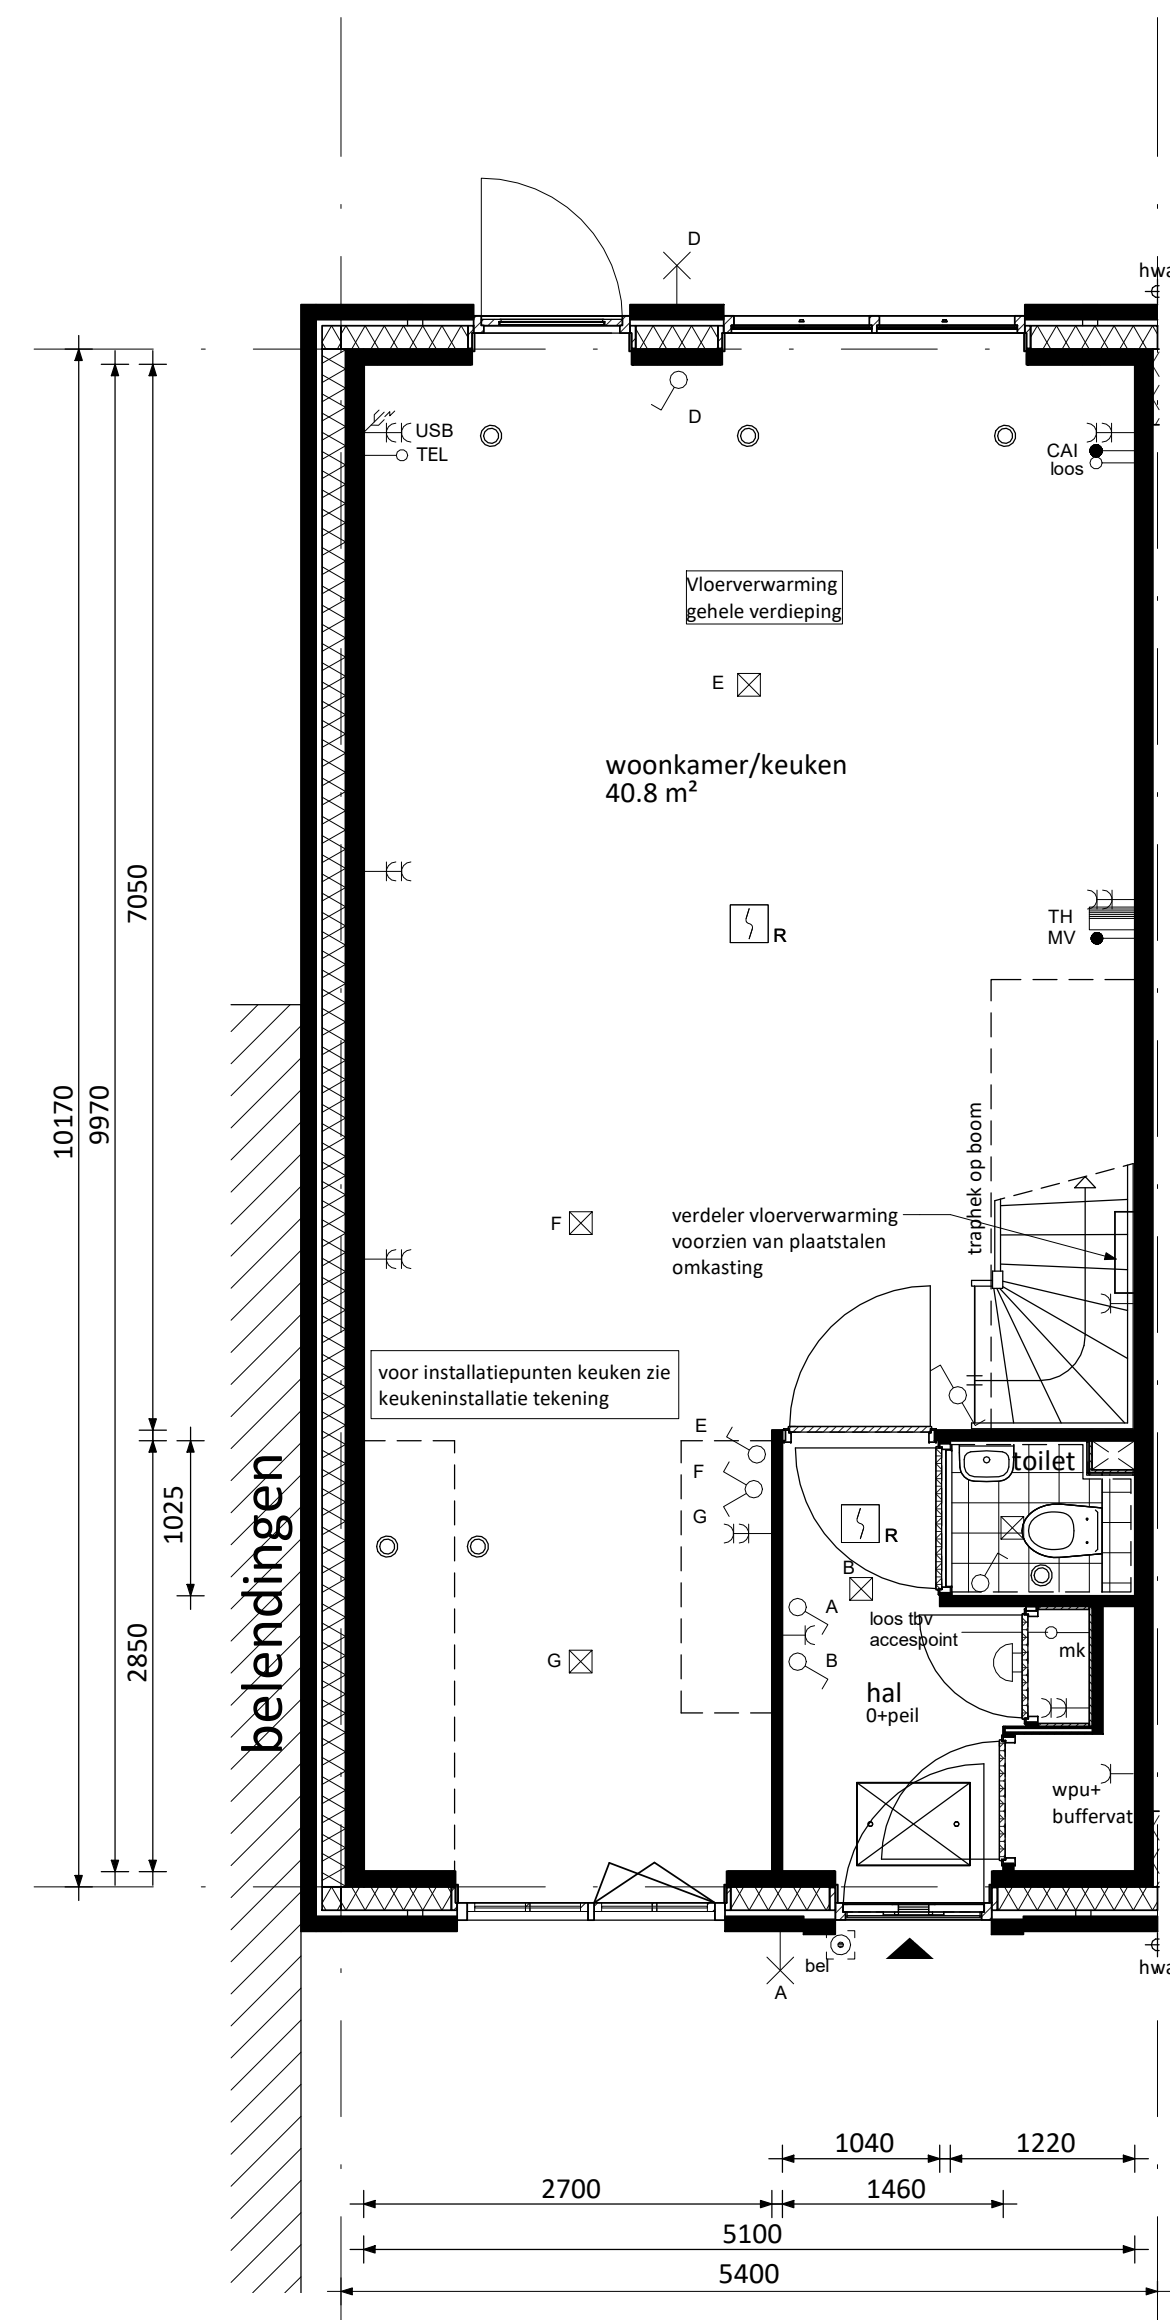 D
hwa
D
USB
TEL
CAI
loos
Vloerverwarming
gehele verdieping
E
woonkamer/keuken
40.8 m²
7050
R
TH
MV
10170
9970
traphek op boom
F
verdeler vloerverwarming
voorzien van plaatstalen
omkasting
voor installatiepunten keuken zie
keukeninstallatie tekening
E
F
G
toilet
belendingen
1025
R
B
A
loos tbv
accespoint
mk
2850
G
B
hal
0+peil
wpu+
buffervat
bel
A
hwa
1040
1220
2700
1460
5100
5400